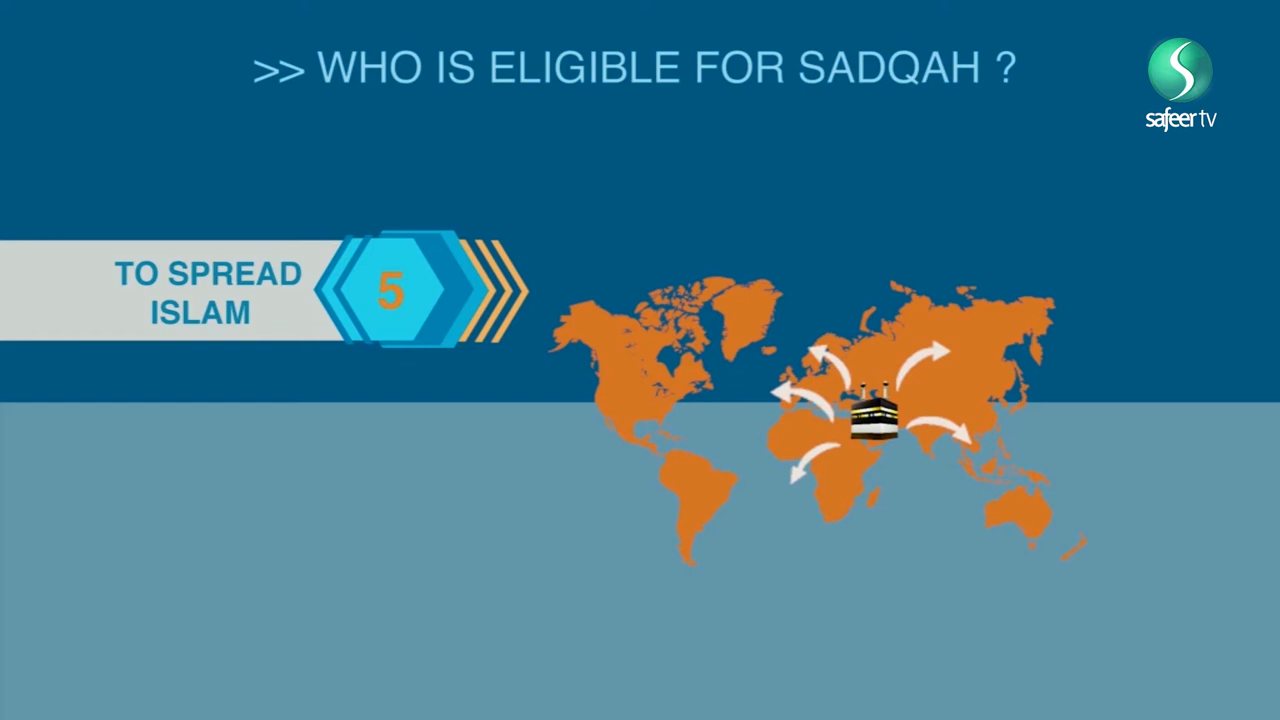 >> WHO IS ELIGIBLE FOR SADQAH ?
safeer tv
TO SPREAD
ISLAM
5